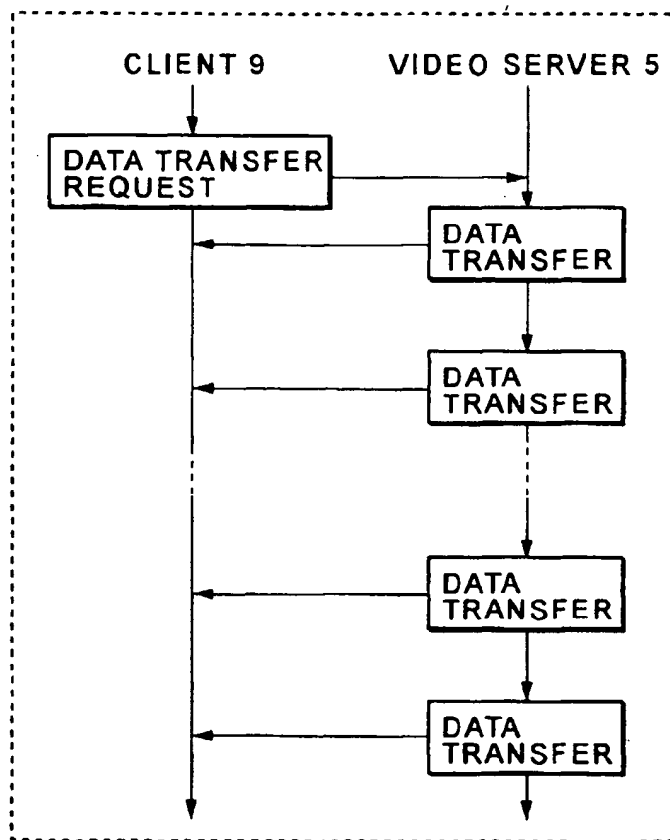 CLIENT 9
VIDEO SERVER 5
DATA TRANSFER
REQUEST
DATA
TRANSFER
DATA
TRANSFER
DATA
TRANSFER
DATA
TRANSFER